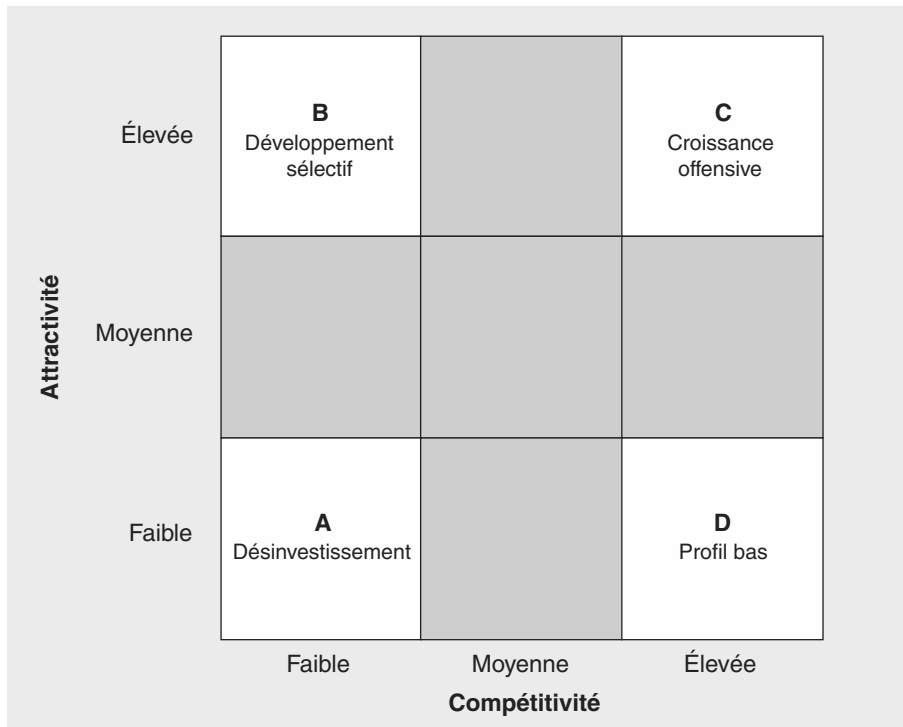 B
Développement
sélectif
C
Croissance
offensive
Élevée
Attractivité
Moyenne
Faible
A
Désinvestissement
D
Profil bas
Faible
Moyenne
Élevée
Compétitivité